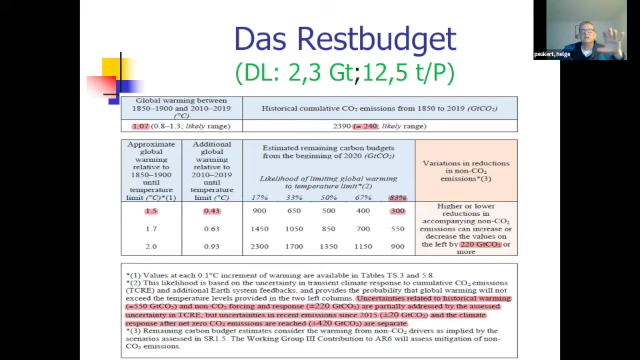 Das Restbudget
(DL: 2,3 Gt;12,5 t/P)
peukert, helge
Global warming between
1850–1900 and 2010–2019
(°C)
Historical cumulative CO2 emissions from 1850 to 2019 (GtCO2)
1.07 (0.8–1.3; likely range)
2390 (± 240; likely range)
Approximate
global
warming
relative to
1850–1900
until
temperature
limit (°C)*(1)
Additional
global
warming
relative to
2010–2019
until
temperature
limit (°C)
Estimated remaining carbon budgets
from the beginning of 2020 (GtCO2)
Likelihood of limiting global warming
to temperature limit*(2)
17% 33% 50% 67% 83%
Variations in reductions
in non-CO2
emissions*(3)
1.5 0.43 900 650 500 400 300
1.7 0.63 1450 1050 850 700 550
2.0 0.93 2300 1700 1350 1150 900
Higher or lower
reductions in
accompanying non-CO2
emissions can increase or
decrease the values on
the left by 220 GtCO2 or
more
*(1) Values at each 0.1°C increment of warming are available in Tables TS.3 and 5.8.
*(2) This likelihood is based on the uncertainty in transient climate response to cumulative CO2 emissions
(TCRE) and additional Earth system feedbacks, and provides the probability that global warming will not
exceed the temperature levels provided in the two left columns. Uncertainties related to historical warming
(±550 GtCO2) and non-CO2 forcing and response (±220 GtCO2) are partially addressed by the assessed
uncertainty in TCRE, but uncertainties in recent emissions since 2015 (±20 GtCO2) and the climate
response after net zero CO2 emissions are reached (±420 GtCO2) are separate.
*(3) Remaining carbon budget estimates consider the warming from non-CO2 drivers as implied by the
scenarios assessed in SR1.5. The Working Group III Contribution to AR6 will assess mitigation of non-
CO2 emissions.